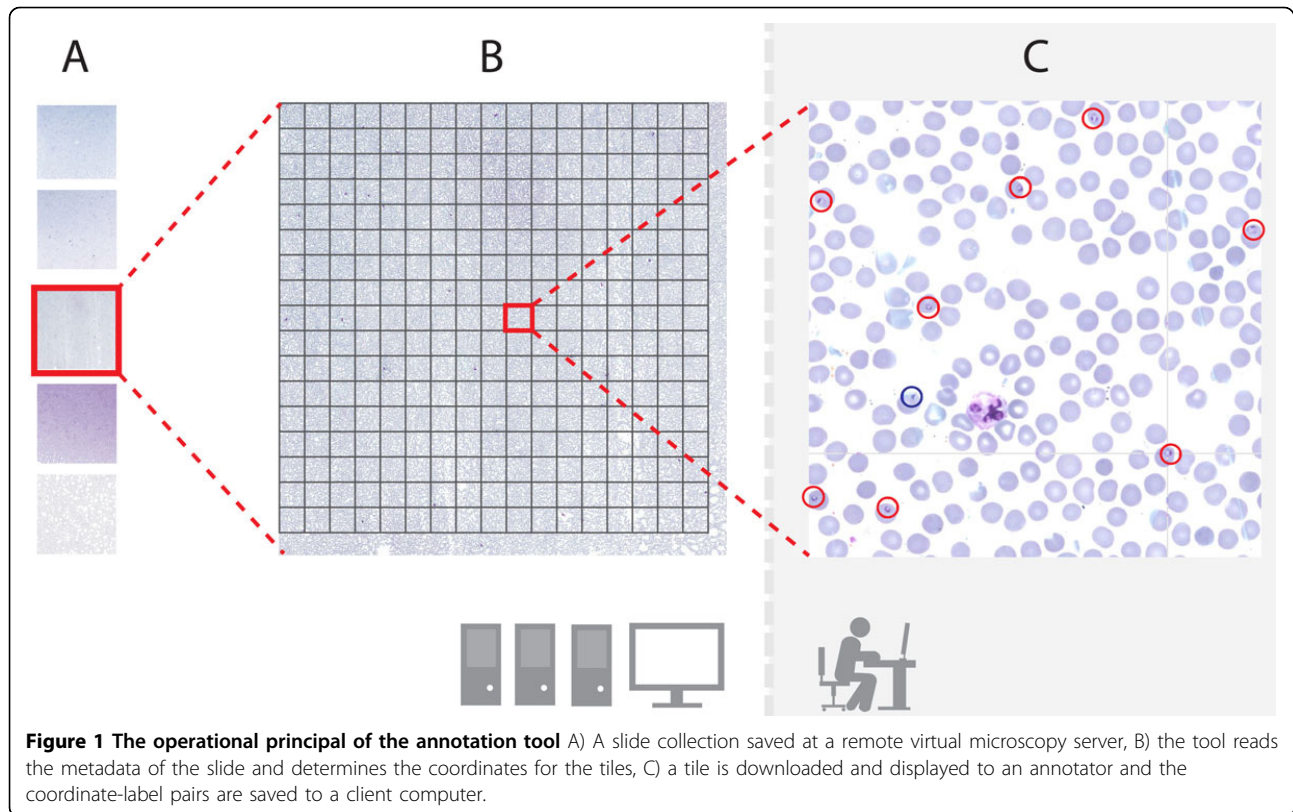 A
B
C
Figure 1 The operational principal of the annotation tool A) A slide collection saved at a remote virtual microscopy server, B) the tool reads
the metadata of the slide and determines the coordinates for the tiles, C) a tile is downloaded and displayed to an annotator and the
coordinate-label pairs are saved to a client computer.